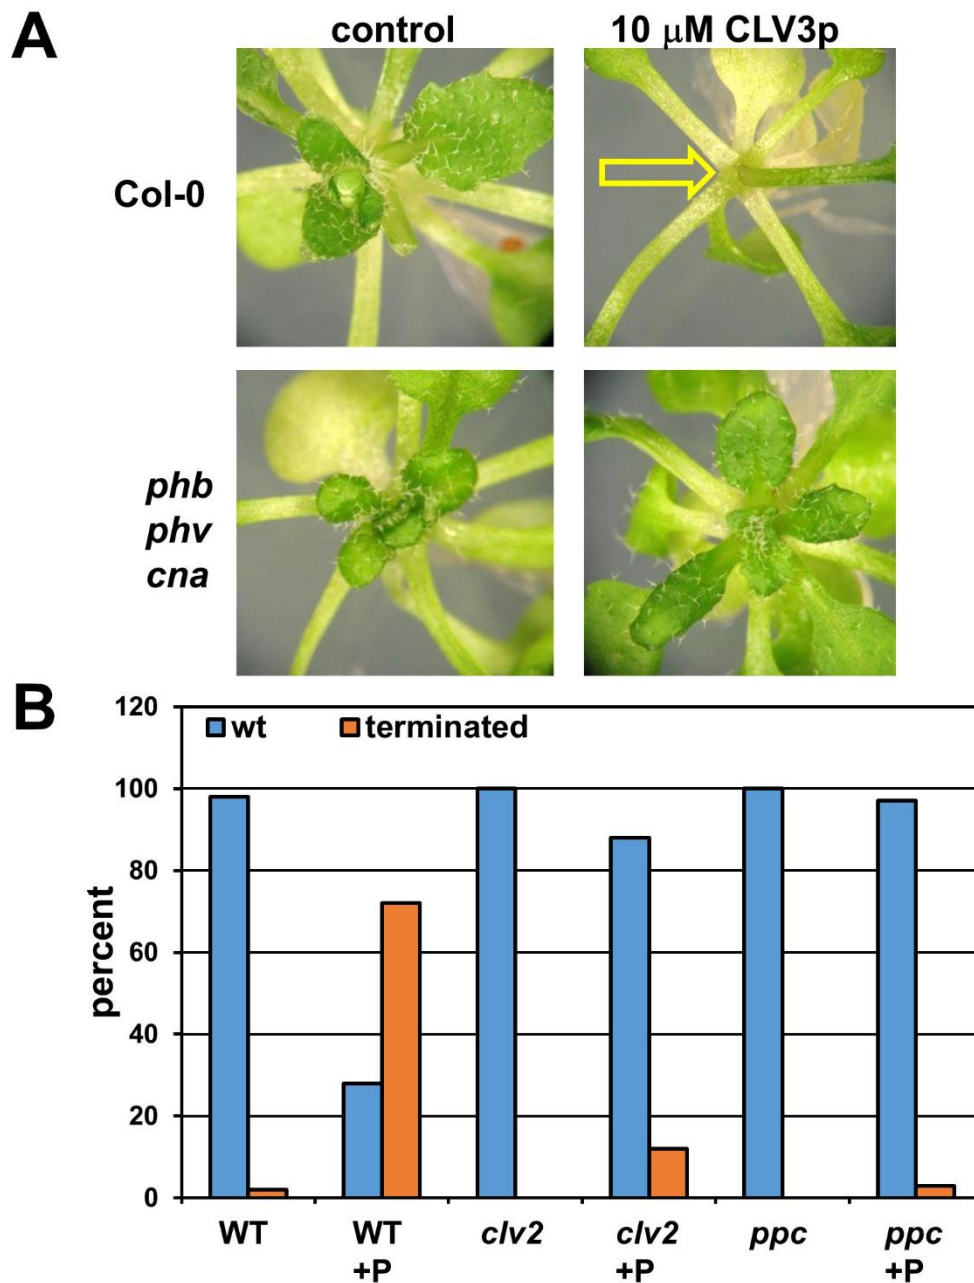 A
control
10 μM CLV3p
Col-0
phb
phv
cna
B
wt
terminated
percent
120
100
80
60
40
20
0
WT
WT
+P
clv2
clv2
+P
ppc
ppc
+P